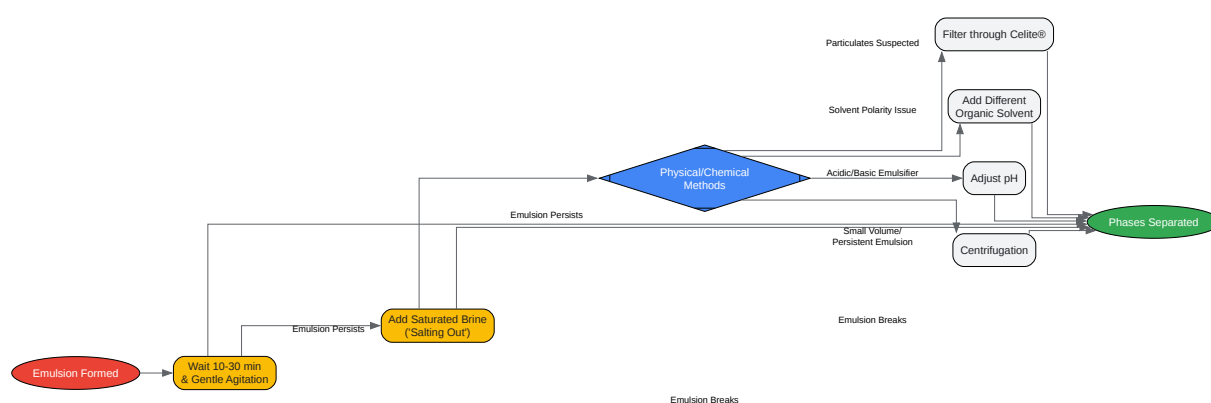 Filter through Celite®
Particulates Suspected
Add Different
Organic Solvent
Solvent Polarity Issue
Physical/Chemical
Methods
Acidic/Basic Emulsifier
Adjust pH
Emulsion Persists
Phases Separated
Small Volume/
Persistent Emulsion
Centrifugation
Add Saturated Brine
('Salting Out')
Emulsion Breaks
Emulsion Persists
Emulsion Formed
Wait 10-30 min
& Gentle Agitation
Emulsion Breaks